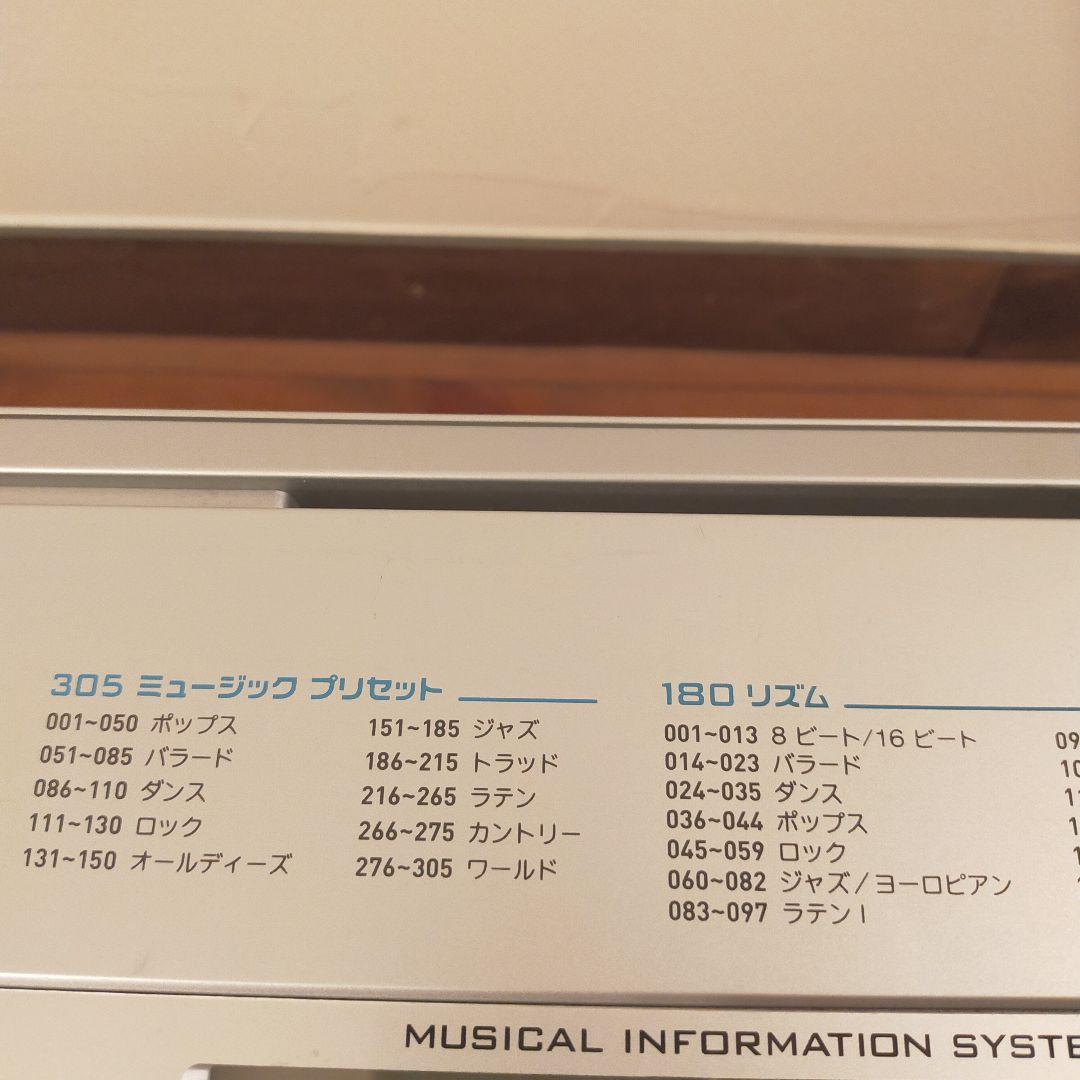 305 ミュージック プリセット
001~050 ポップス
051~085 バラード
086~110 ダンス
111~130 ロック
131~150 オールディーズ
151~185 ジャズ
186~215 トラッド
216~265 ラテン
266~275 カントリー
276~305 ワールド
180 リズム
001~013 8 ビート/16 ビート
014~023 バラード
024~035 ダンス
036~044 ポップス
045~059 ロック
060~082 ジャズ/ヨーロピアン
083~097 ラテン I
MUSICAL INFORMATION SYSTE